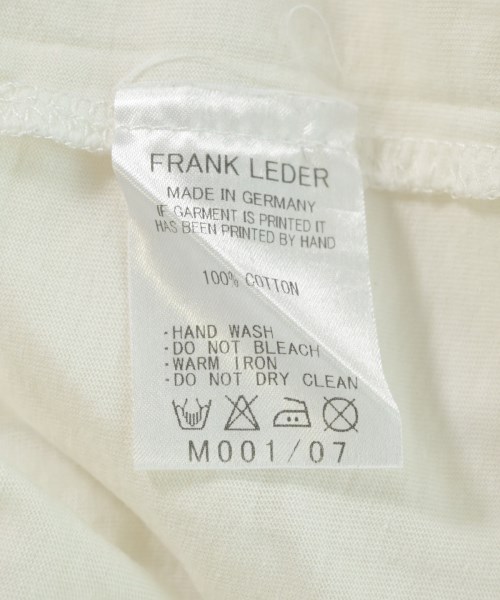 FRANK LEDER
MADE IN GERMANY
IF GARMENT IS PRINTED IT
HAS BEEN PRINTED BY HAND
100% COTTON
-HAND WASH
-DO NOT BLEACH
-WARM IRON
-DO NOT DRY CLEAN
M001/07